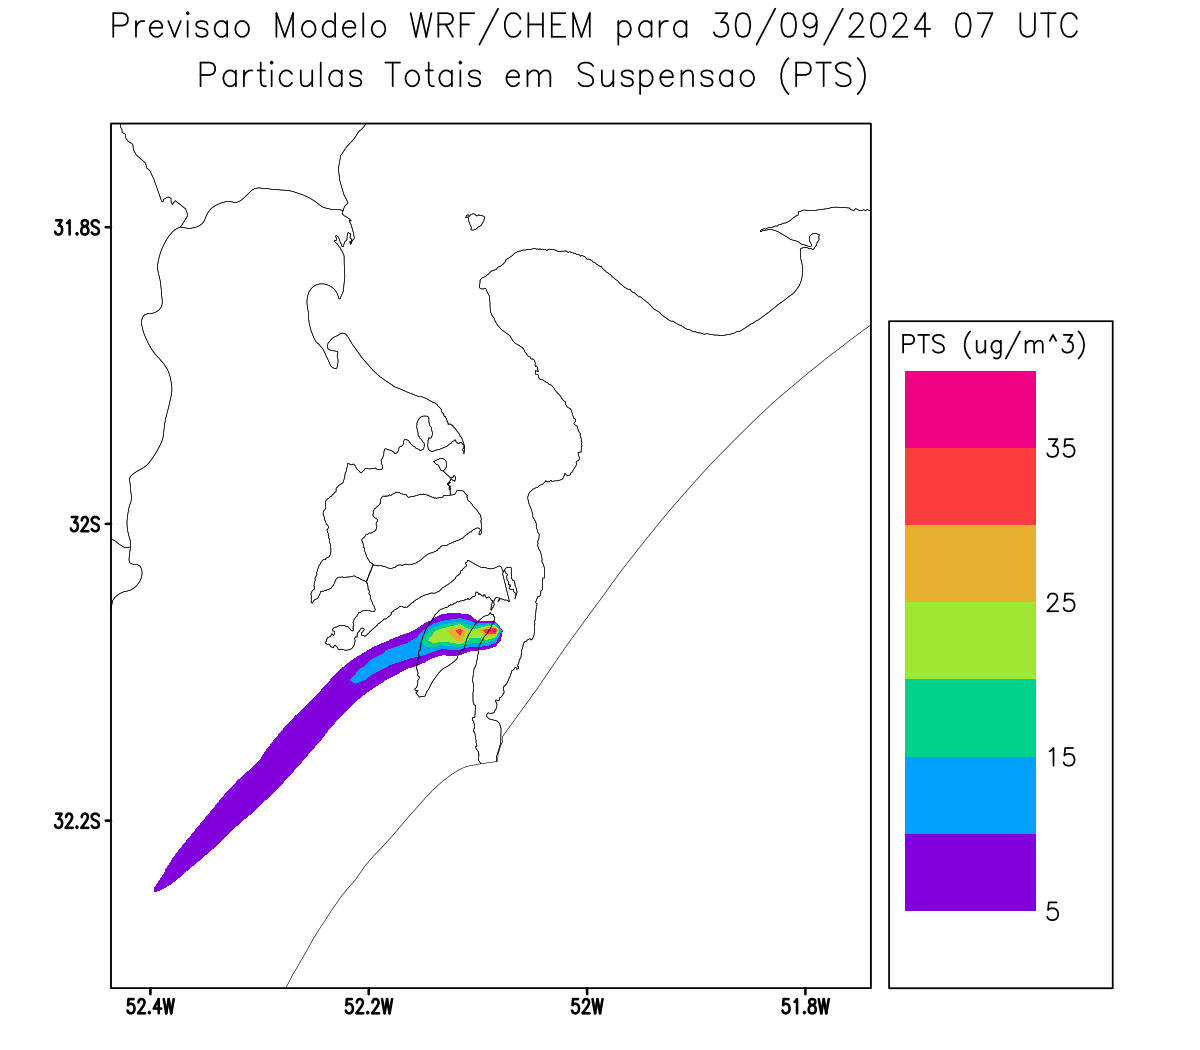 Previsao Modelo WRF/CHEM para 30/09/2024 07 UTC
Particulas Totais em Suspensao (PTS)
31.8S
32S
32.2S
52.4W
52.2W
52W
51.8W
PTS (ug/m^3)
35
25
15
5